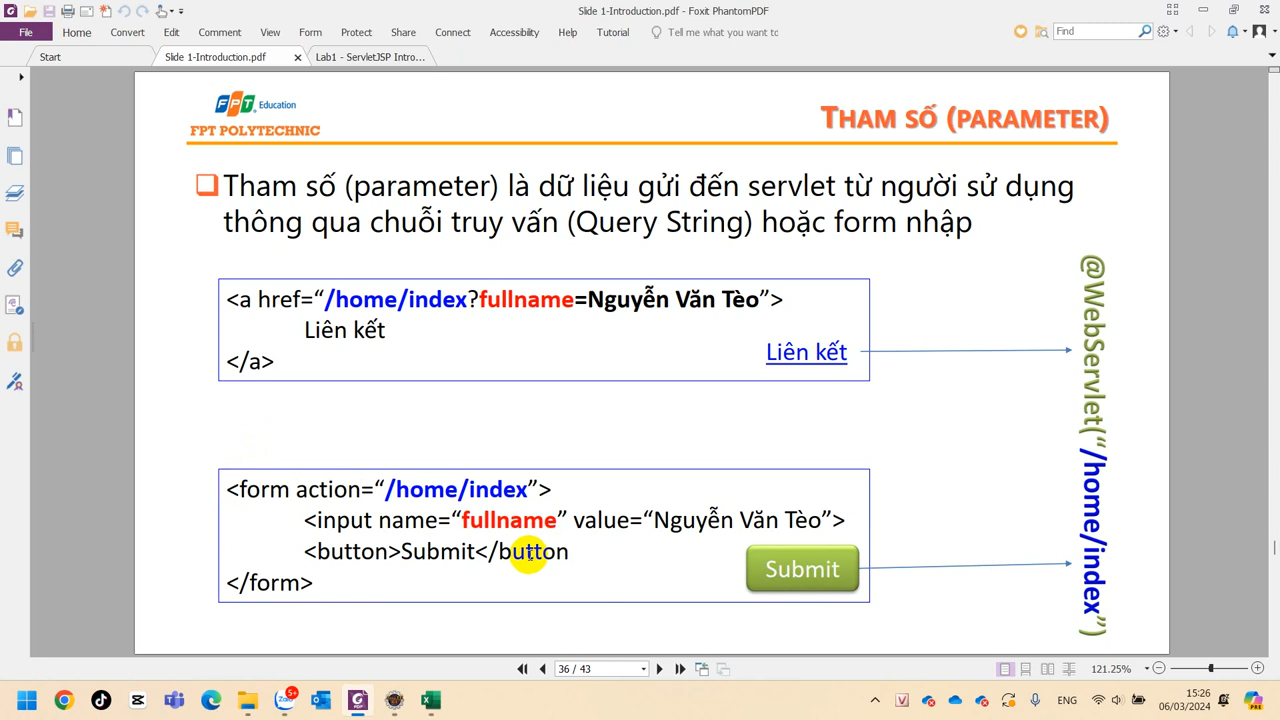 Slide 1-Introduction.pdf - Foxit PhantomPDF
File Home Convert Edit Comment View Form Protect Share Connect Accessibility Help Tutorial Tell me what you want to Find
Start Slide 1-Introduction.pdf Lab1 - ServletJSP Intro...
FPT Education
FPT POLYTECHNIC
THAM SỐ (PARAMETER)
Tham số (parameter) là dữ liệu gửi đến servlet từ người sử dụng
thông qua chuỗi truy vấn (Query String) hoặc form nhập
<a href=“/home/index?fullname=Nguyễn Văn Tèo”>
Liên kết
</a>
Liên kết
<form action=“/home/index”>
<input name=“fullname” value=“Nguyễn Văn Tèo”>
<button>Submit</button
</form>
Submit
@WebServlet(“/home/index”)
36 / 43
121.25%
5+
Zalo
ENG
15:26
06/03/2024
PRE